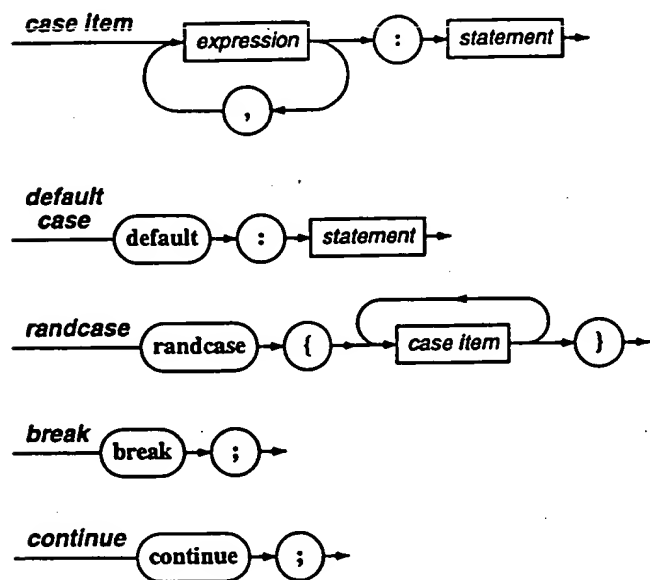 case item
expression : statement
,
default
case
default : statement
randcase
randcase { case item }
break
break ;
continue
continue ;